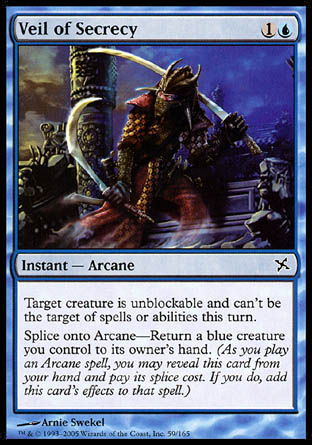 Veil of Secrecy 1
Instant — Arcane
Target creature is unblockable and can't be
the target of spells or abilities this turn.
Splice onto Arcane—Return a blue creature
you control to its owner's hand. (As you play
an Arcane spell, you may reveal this card from
your hand and pay its splice cost. If you do, add
this card's effects to that spell.)
Arnie Swekel
™ & © 1993–2005 Wizards of the Coast, Inc. 59/165